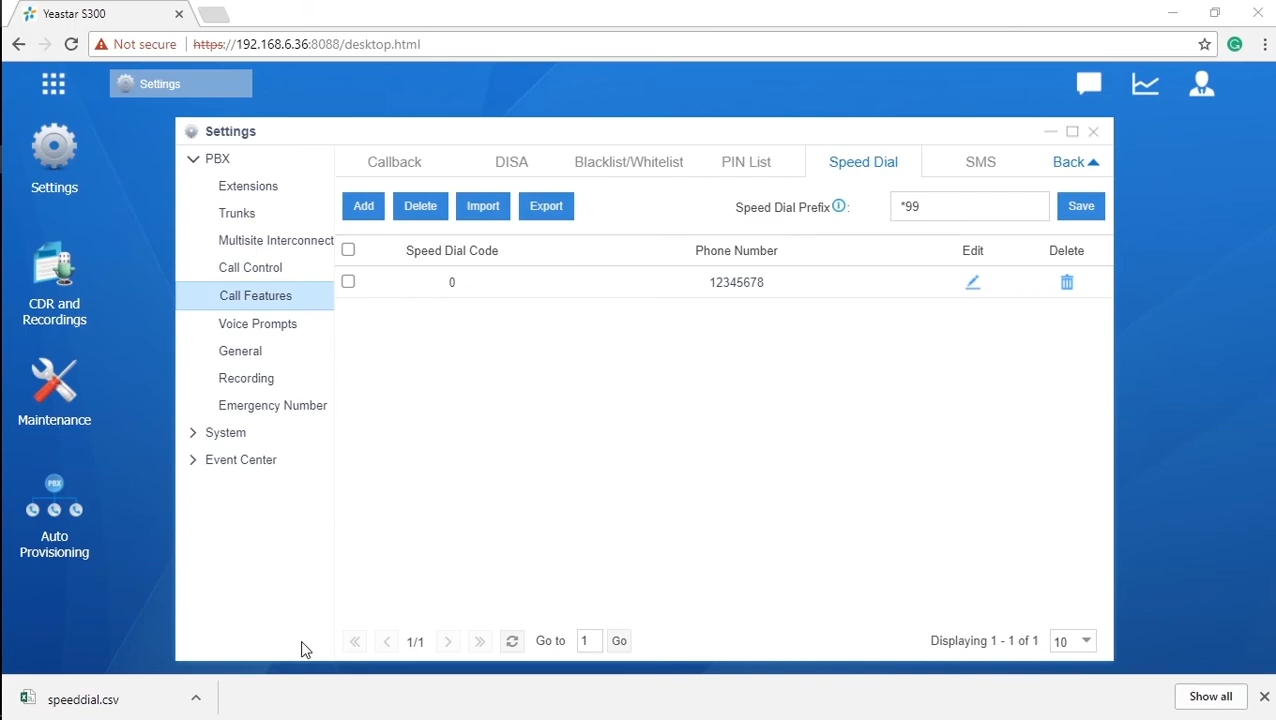 Yeastar S300
Not secure https://192.168.6.36:8088/desktop.html
Settings
Settings
CDR and
Recordings
Maintenance
PBX
Auto
Provisioning
Settings
PBX
Extensions
Trunks
Multisite Interconnect
Call Control
Call Features
Voice Prompts
General
Recording
Emergency Number
System
Event Center
Callback DISA Blacklist/Whitelist PIN List Speed Dial SMS Back
Add Delete Import Export Speed Dial Prefix : *99 Save
Speed Dial Code Phone Number Edit Delete
0 12345678
1/1 Go to 1 Go Displaying 1 - 1 of 1 10
speeddial.csv Show all